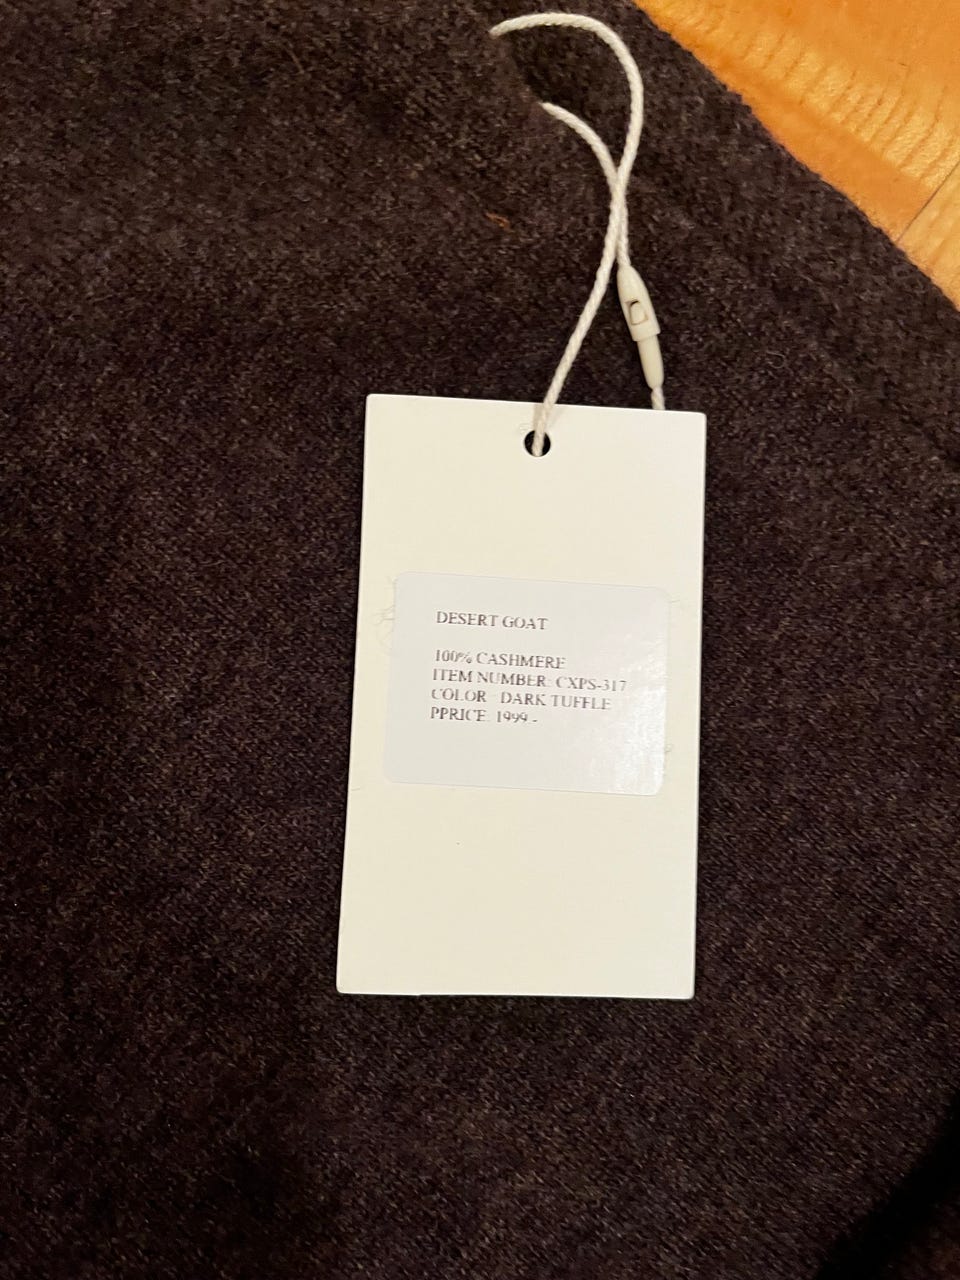 DESERT GOAT
100% CASHMERE
ITEM NUMBER: CXPS-317
COLOR : DARK TUFFLE
PPRICE: 1999.-